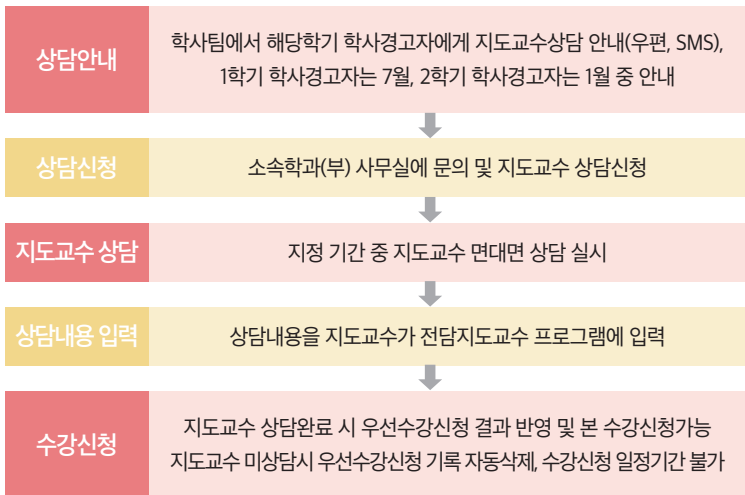 상담안내
학사팀에서 해당학기 학사경고자에게 지도교수상담 안내(우편, SMS),
1학기 학사경고자는 7월, 2학기 학사경고자는 1월 중 안내
상담신청
소속학과(부) 사무실에 문의 및 지도교수 상담신청
지도교수 상담
지정 기간 중 지도교수 면대면 상담 실시
상담내용 입력
상담내용을 지도교수가 전담지도교수 프로그램에 입력
수강신청
지도교수 상담완료 시 우선수강신청 결과 반영 및 본 수강신청가능
지도교수 미상담시 우선수강신청 기록 자동삭제, 수강신청 일정기간 불가